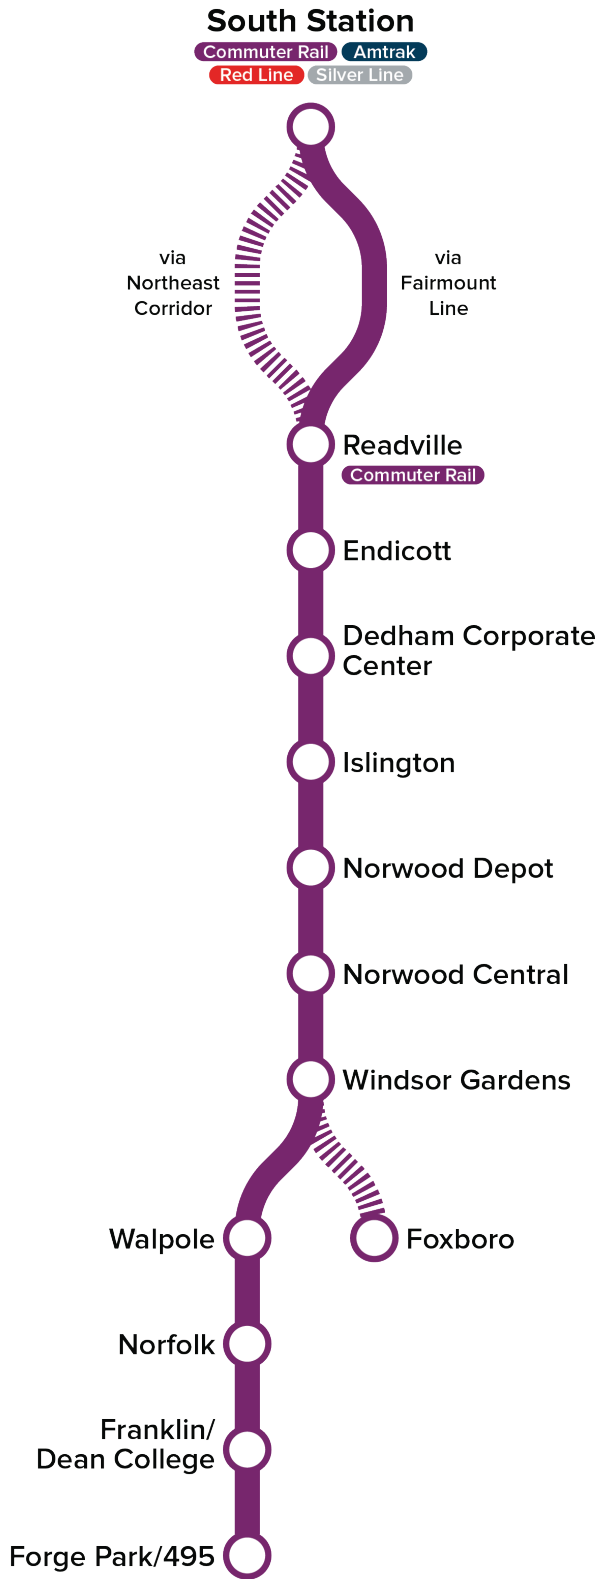 South Station
Commuter Rail Amtrak
Red Line Silver Line
via
Northeast
Corridor
via
Fairmount
Line
Readville
Commuter Rail
Endicott
Dedham Corporate
Center
Islington
Norwood Depot
Norwood Central
Windsor Gardens
Walpole
Foxboro
Norfolk
Franklin/
Dean College
Forge Park/495